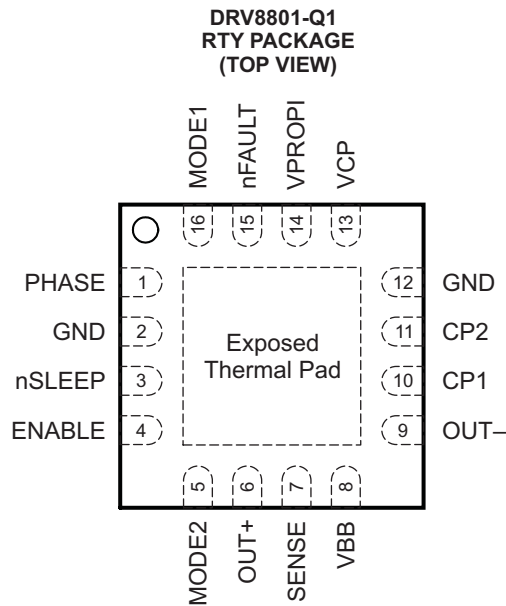 DRV8801-Q1
RTY PACKAGE
(TOP VIEW)
MODE1
nFAULT
VPROPI
VCP
16
15
14
13
PHASE 1
GND 2
nSLEEP 3
ENABLE 4
Exposed
Thermal Pad
12 GND
11 CP2
10 CP1
9 OUT–
5
6
7
8
MODE2
OUT+
SENSE
VBB